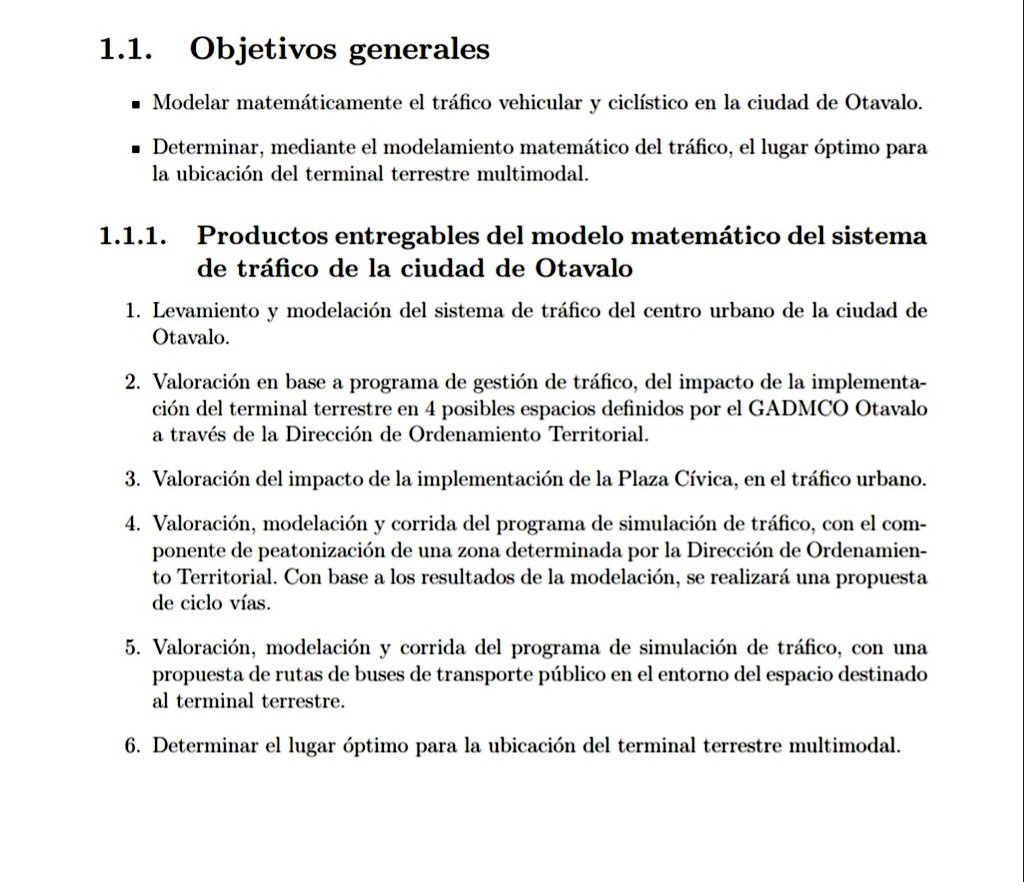 1.1. Objetivos generales
▪ Modelar matemáticamente el tráfico vehicular y ciclístico en la ciudad de Otavalo.
▪ Determinar, mediante el modelamiento matemático del tráfico, el lugar óptimo para
la ubicación del terminal terrestre multimodal.
1.1.1. Productos entregables del modelo matemático del sistema
de tráfico de la ciudad de Otavalo
1. Levamiento y modelación del sistema de tráfico del centro urbano de la ciudad de
Otavalo.
2. Valoración en base a programa de gestión de tráfico, del impacto de la implementa-
ción del terminal terrestre en 4 posibles espacios definidos por el GADMCO Otavalo
a través de la Dirección de Ordenamiento Territorial.
3. Valoración del impacto de la implementación de la Plaza Cívica, en el tráfico urbano.
4. Valoración, modelación y corrida del programa de simulación de tráfico, con el com-
ponente de peatonización de una zona determinada por la Dirección de Ordenamien-
to Territorial. Con base a los resultados de la modelación, se realizará una propuesta
de ciclo vías.
5. Valoración, modelación y corrida del programa de simulación de tráfico, con una
propuesta de rutas de buses de transporte público en el entorno del espacio destinado
al terminal terrestre.
6. Determinar el lugar óptimo para la ubicación del terminal terrestre multimodal.